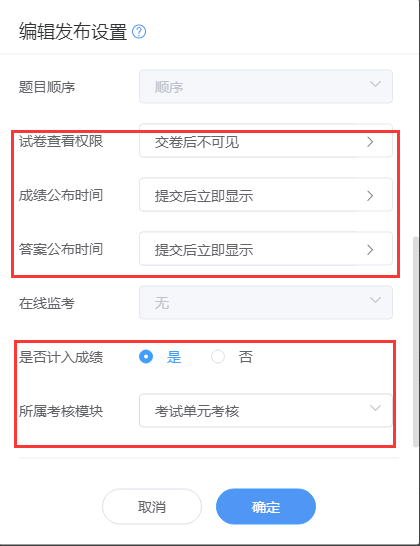 编辑发布设置
题目顺序 顺序
试卷查看权限 交卷后不可见
成绩公布时间 提交后立即显示
答案公布时间 提交后立即显示
在线监考 无
是否计入成绩 是 否
所属考核模块 考试单元考核
取消 确定